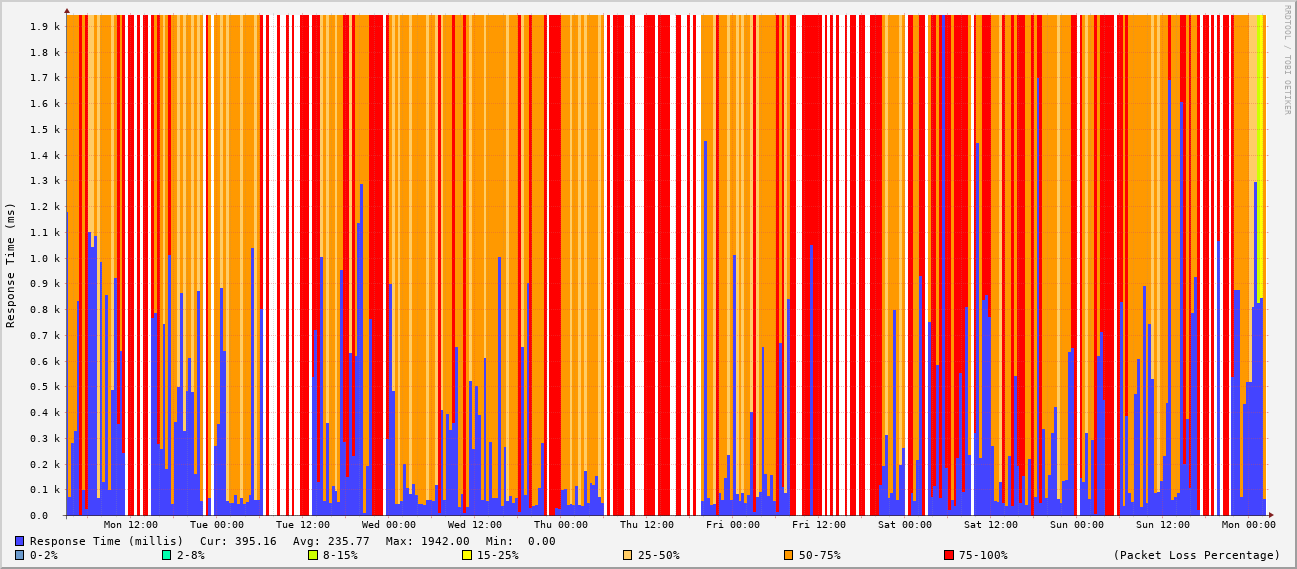 RRDTOOL / TOBI OETIKER
Response Time (ms)
1.9 k
1.8 k
1.7 k
1.6 k
1.5 k
1.4 k
1.3 k
1.2 k
1.1 k
1.0 k
0.9 k
0.8 k
0.7 k
0.6 k
0.5 k
0.4 k
0.3 k
0.2 k
0.1 k
0.0
Mon 12:00 Tue 00:00 Tue 12:00 Wed 00:00 Wed 12:00 Thu 00:00 Thu 12:00 Fri 00:00 Fri 12:00 Sat 00:00 Sat 12:00 Sun 00:00 Sun 12:00 Mon 00:00
Response Time (millis) Cur: 395.16 Avg: 235.77 Max: 1942.00 Min: 0.00
0-2% 2-8% 8-15% 15-25% 25-50% 50-75% 75-100% (Packet Loss Percentage)